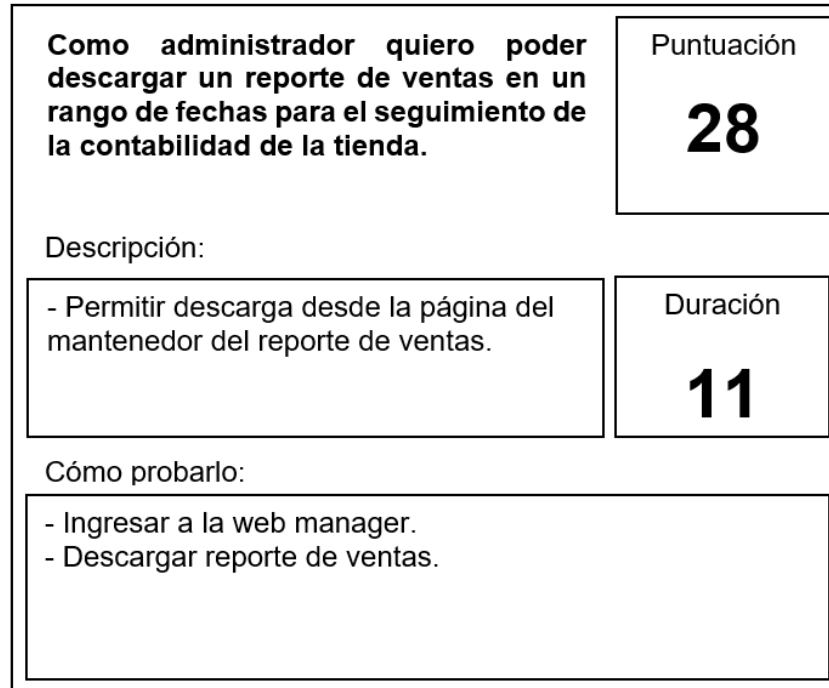 Como administrador quiero poder
descargar un reporte de ventas en un
rango de fechas para el seguimiento de
la contabilidad de la tienda.
Puntuación
28
Descripción:
- Permitir descarga desde la página del
mantenedor del reporte de ventas.
Duración
11
Cómo probarlo:
- Ingresar a la web manager.
- Descargar reporte de ventas.